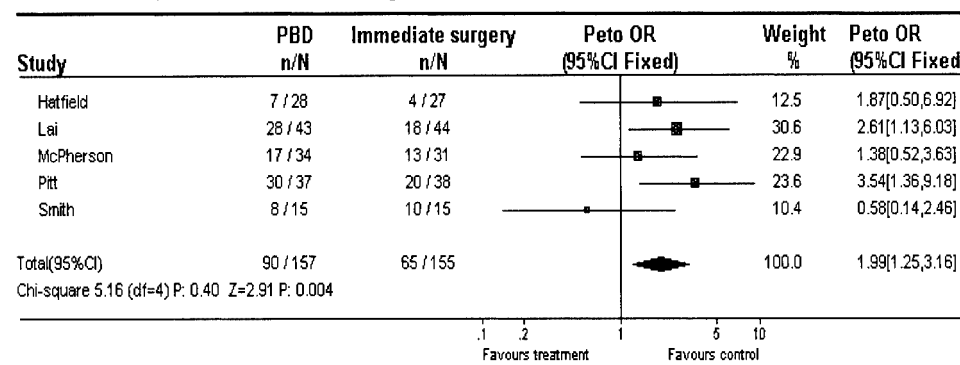 PBD Immediate surgery Peto OR Weight Peto OR
Study n/N n/N (95%CI Fixed) % (95%CI Fixed
Hatfield 7 / 28 4 / 27 12.5 1.87[0.50,6.92]
Lai 28 / 43 18 / 44 30.6 2.61[1.13,6.03]
McPherson 17 / 34 13 / 31 22.9 1.38[0.52,3.63]
Pitt 30 / 37 20 / 38 23.6 3.54[1.36,9.18]
Smith 8 / 15 10 / 15 10.4 0.58[0.14,2.46]
Total(95%CI) 90 / 157 65 / 155 100.0 1.99[1.25,3.16]
Chi-square 5.16 (df=4) P: 0.40 Z=2.91 P: 0.004
.1 .2 1 5 10
Favours treatment Favours control